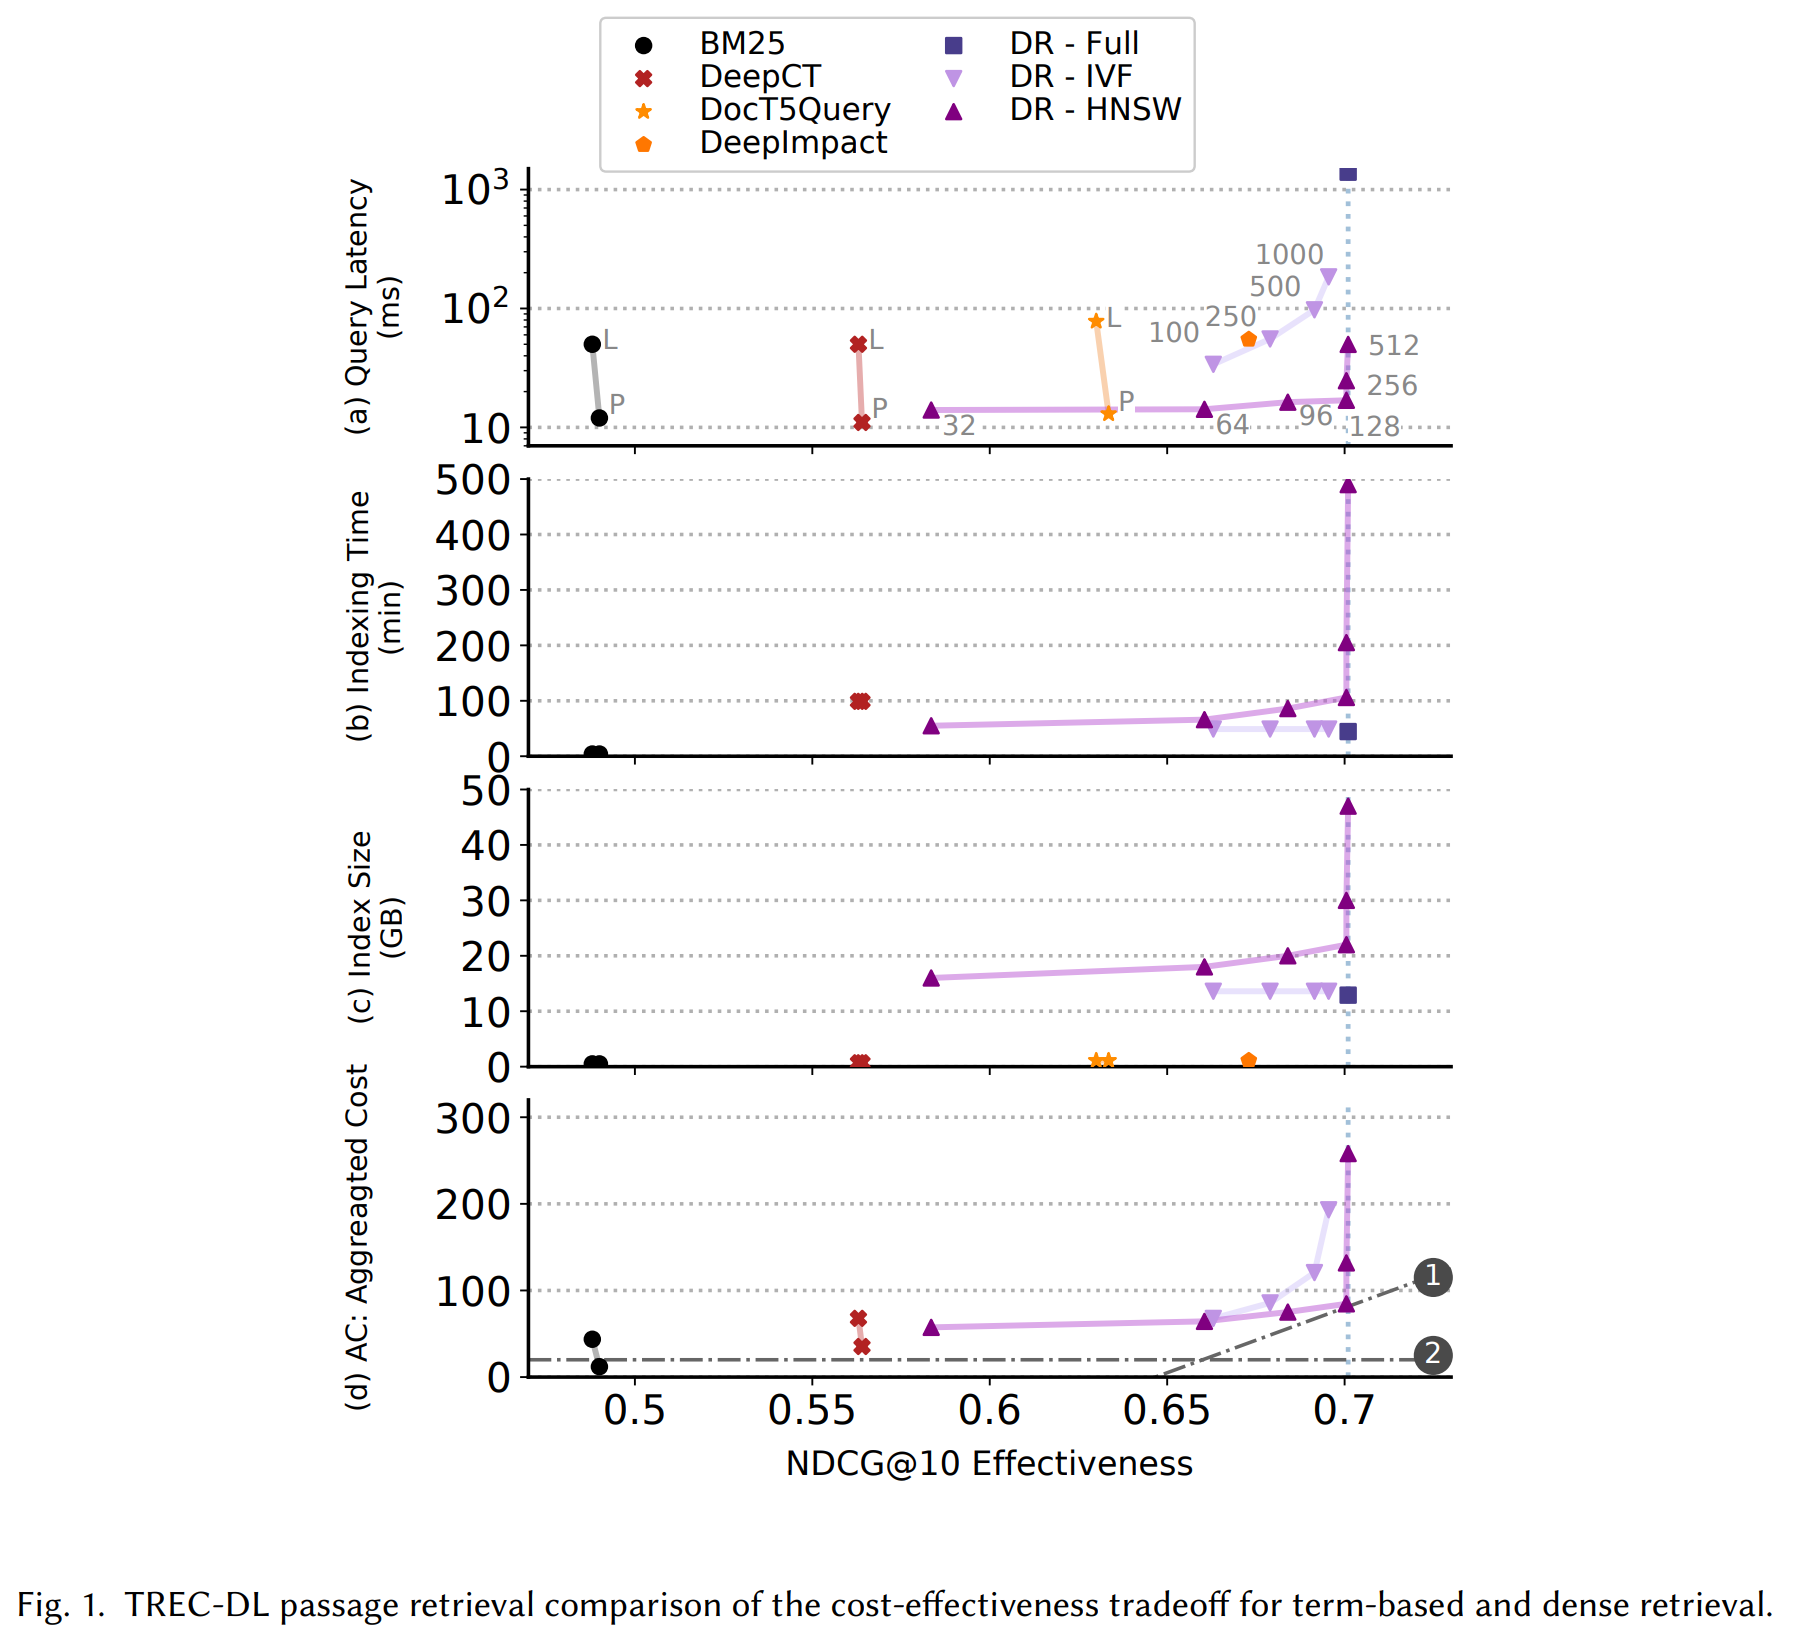 BM25
DeepCT
DocT5Query
DeepImpact
DR - Full
DR - IVF
DR - HNSW
(a) Query Latency
(ms)
10³
10²
10
L
P
L
P
L
P
100
250
500
1000
32
64
96
128
256
512
(b) Indexing Time
(min)
500
400
300
200
100
0
(c) Index Size
(GB)
50
40
30
20
10
0
(d) AC: Aggreagted Cost
300
200
100
0
1
2
0.5
0.55
0.6
0.65
0.7
NDCG@10 Effectiveness
Fig. 1. TREC-DL passage retrieval comparison of the cost-effectiveness tradeoff for term-based and dense retrieval.